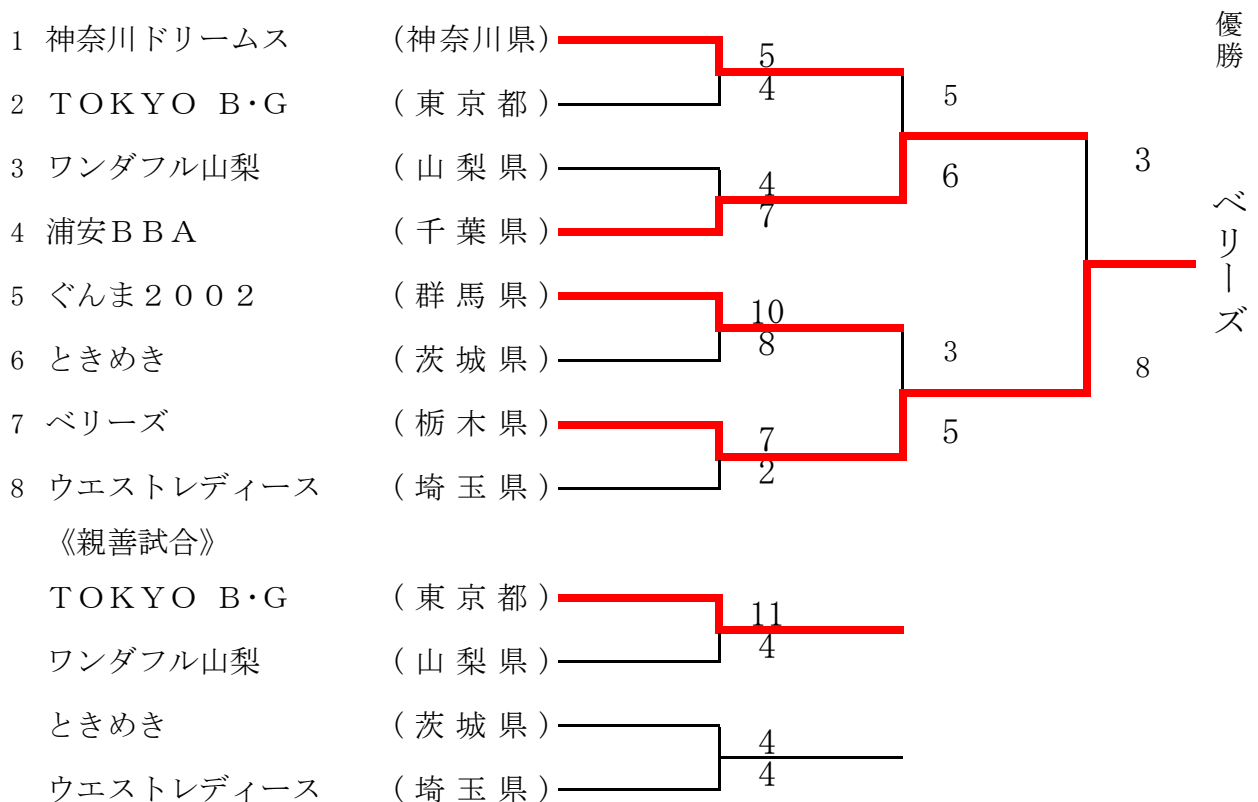 優勝
1 神奈川ドリームス (神奈川県)
5
4
2 ＴＯＫＹＯ Ｂ・Ｇ (東京都)
5
3 ワンダフル山梨 (山梨県)
4
7
6
3
4 浦安ＢＢＡ (千葉県)
ベリーズ
5 ぐんま２００２ (群馬県)
10
8
6 ときめき (茨城県)
3
8
7 ベリーズ (栃木県)
7
2
5
8 ウエストレディース (埼玉県)
《親善試合》
ＴＯＫＹＯ Ｂ・Ｇ (東京都)
11
4
ワンダフル山梨 (山梨県)
ときめき (茨城県)
4
4
ウエストレディース (埼玉県)